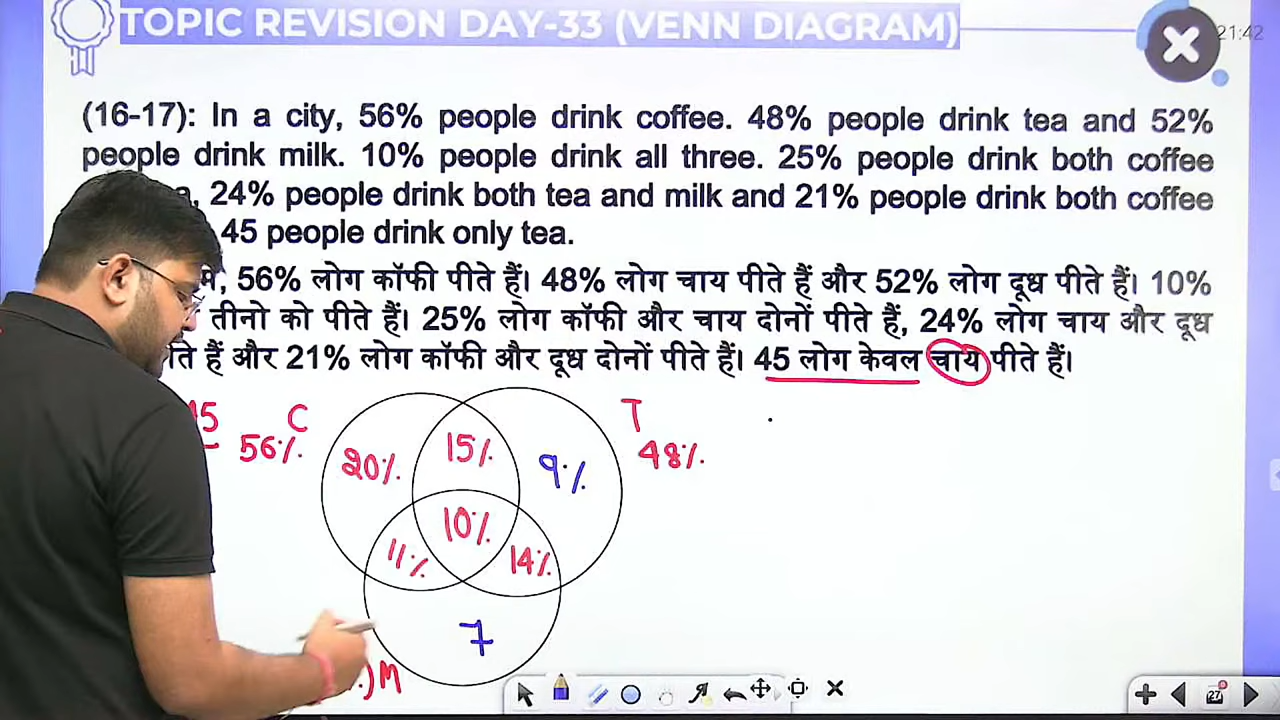 TOPIC REVISION DAY-33 (VENN DIAGRAM)
21:42
(16-17): In a city, 56% people drink coffee. 48% people drink tea and 52%
people drink milk. 10% people drink all three. 25% people drink both coffee
24% people drink both tea and milk and 21% people drink both coffee
45 people drink only tea.
56% लोग कॉफी पीते हैं। 48% लोग चाय पीते हैं और 52% लोग दूध पीते हैं। 10%
तीनो को पीते हैं। 25% लोग कॉफी और चाय दोनों पीते हैं, 24% लोग चाय और दूध
हैं और 21% लोग कॉफी और दूध दोनों पीते हैं। 45 लोग केवल चाय पीते हैं।
C
T
56%
20%
15%
9%
48%
10%
11%
14%
7
M
27